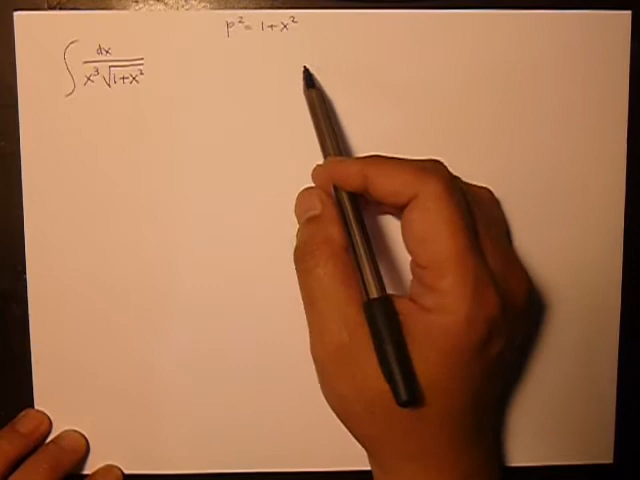 p² = 1+x²
∫ dx / x³√(1+x²)